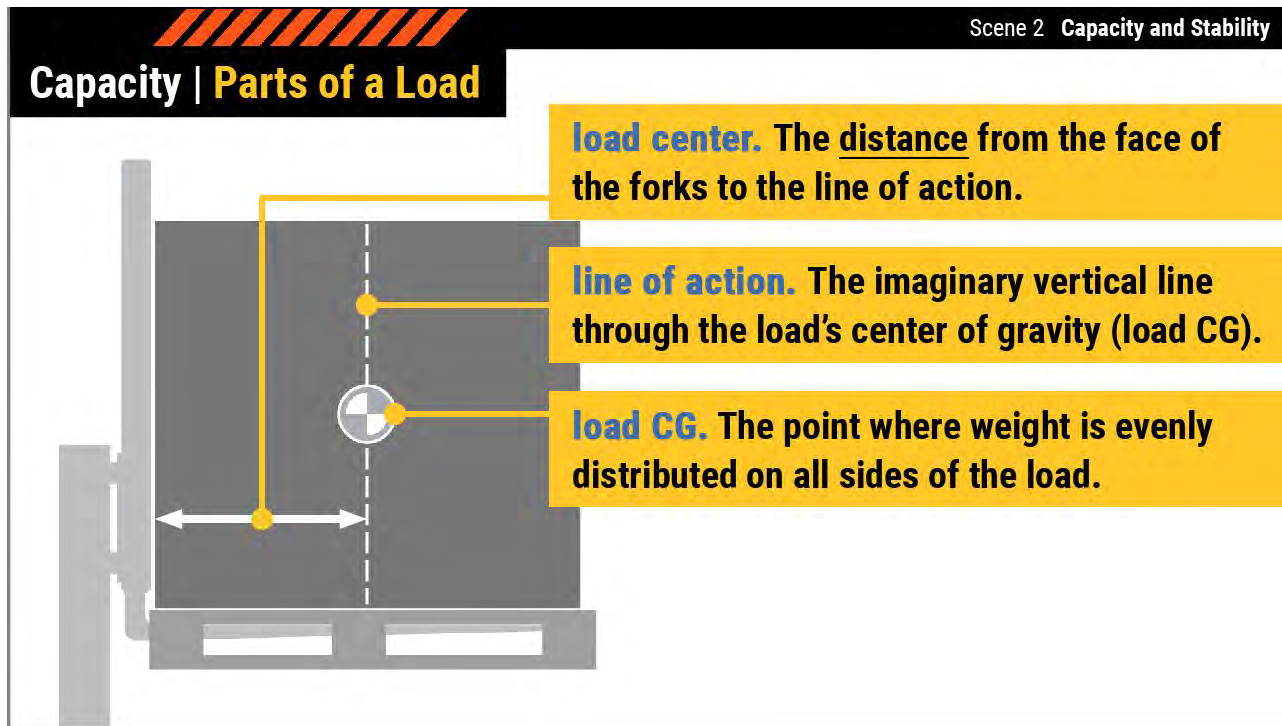 Scene 2 Capacity and Stability
Capacity | Parts of a Load
load center. The distance from the face of
the forks to the line of action.
line of action. The imaginary vertical line
through the load’s center of gravity (load CG).
load CG. The point where weight is evenly
distributed on all sides of the load.